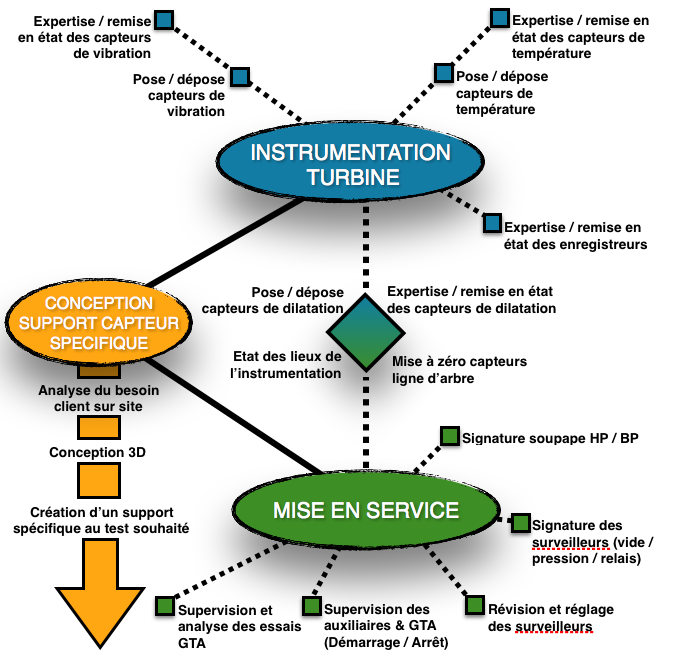 Expertise / remise
en état des capteurs
de vibration
Pose / dépose
capteurs de
vibration
Expertise / remise en
état des capteurs de
température
Pose / dépose
capteurs de
température
INSTRUMENTATION
TURBINE
Expertise / remise en
état des enregistreurs
CONCEPTION
SUPPORT CAPTEUR
SPECIFIQUE
Pose / dépose
capteurs de dilatation
Expertise / remise en état
des capteurs de dilatation
Etat des lieux de
l’instrumentation
Mise à zéro capteurs
ligne d’arbre
Analyse du besoin
client sur site
Conception 3D
Création d’un support
spécifique au test souhaité
Signature soupape HP / BP
MISE EN SERVICE
Signature des
surveilleurs (vide /
pression / relais)
Supervision et
analyse des essais
GTA
Supervision des
auxiliaires & GTA
(Démarrage / Arrêt)
Révision et réglage
des surveilleurs